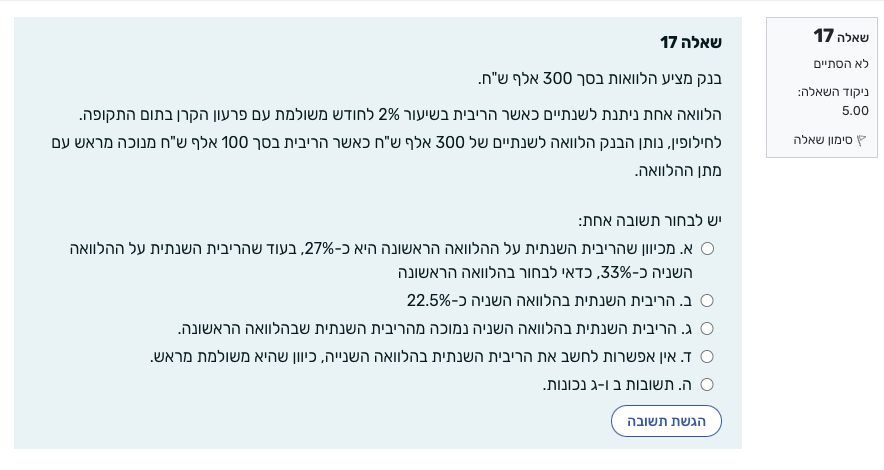 שאלה 17
לא הסתיים
ניקוד השאלה:
5.00
סימון שאלה
שאלה 17
בנק מציע הלוואות בסך 300 אלף ש"ח.
הלוואה אחת ניתנת לשנתיים כאשר הריבית בשיעור 2% לחודש משולמת עם פרעון הקרן בתום התקופה.
לחילופין, נותן הבנק הלוואה לשנתיים של 300 אלף ש"ח כאשר הריבית בסך 100 אלף ש"ח מנוכה מראש עם
מתן ההלוואה.
יש לבחור תשובה אחת:
א. מכיוון שהריבית השנתית על ההלוואה הראשונה היא כ-27%, בעוד שהריבית השנתית על ההלוואה
השניה כ-33%, כדאי לבחור בהלוואה הראשונה
ב. הריבית השנתית בהלוואה השניה כ-22.5%
ג. הריבית השנתית בהלוואה השניה נמוכה מהריבית השנתית שבהלוואה הראשונה.
ד. אין אפשרות לחשב את הריבית השנתית בהלוואה השנייה, כיוון שהיא משולמת מראש.
ה. תשובות ב ו-ג נכונות.
הגשת תשובה